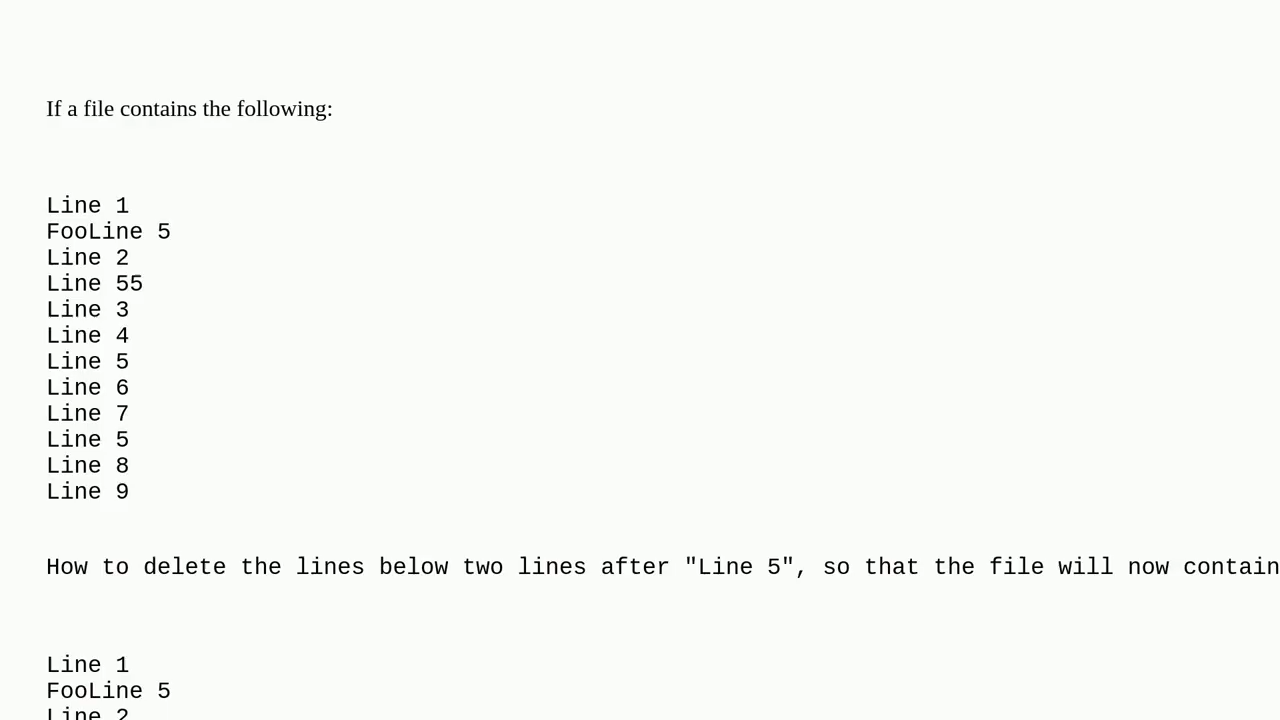 If a file contains the following:
Line 1
FooLine 5
Line 2
Line 55
Line 3
Line 4
Line 5
Line 6
Line 7
Line 5
Line 8
Line 9
How to delete the lines below two lines after "Line 5", so that the file will now contain
Line 1
FooLine 5
Line 2